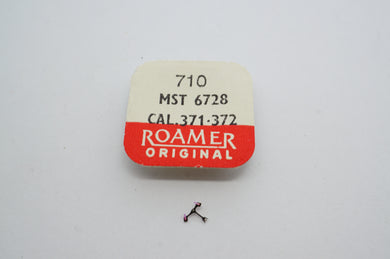 710
MST 6728
CAL.371-372
ROAMER
ORIGINAL